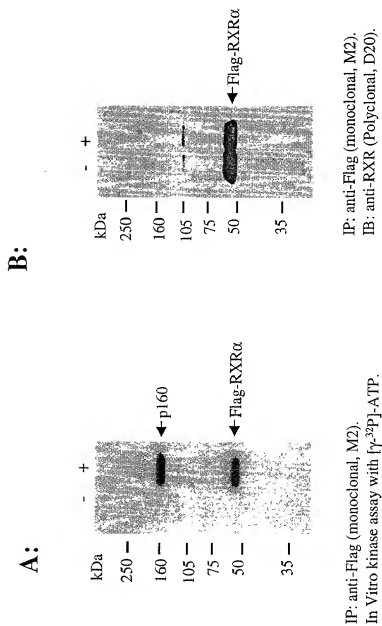 A:
- +
kDa
250
160
p160
105
75
50
Flag-RXRα
35
IP: anti-Flag (monoclonal, M2).
In Vitro kinase assay with [γ-³²P]-ATP.
B:
- +
kDa
250
160
105
75
50
Flag-RXRα
35
IP: anti-Flag (monoclonal, M2).
IB: anti-RXR (Polyclonal, D20).